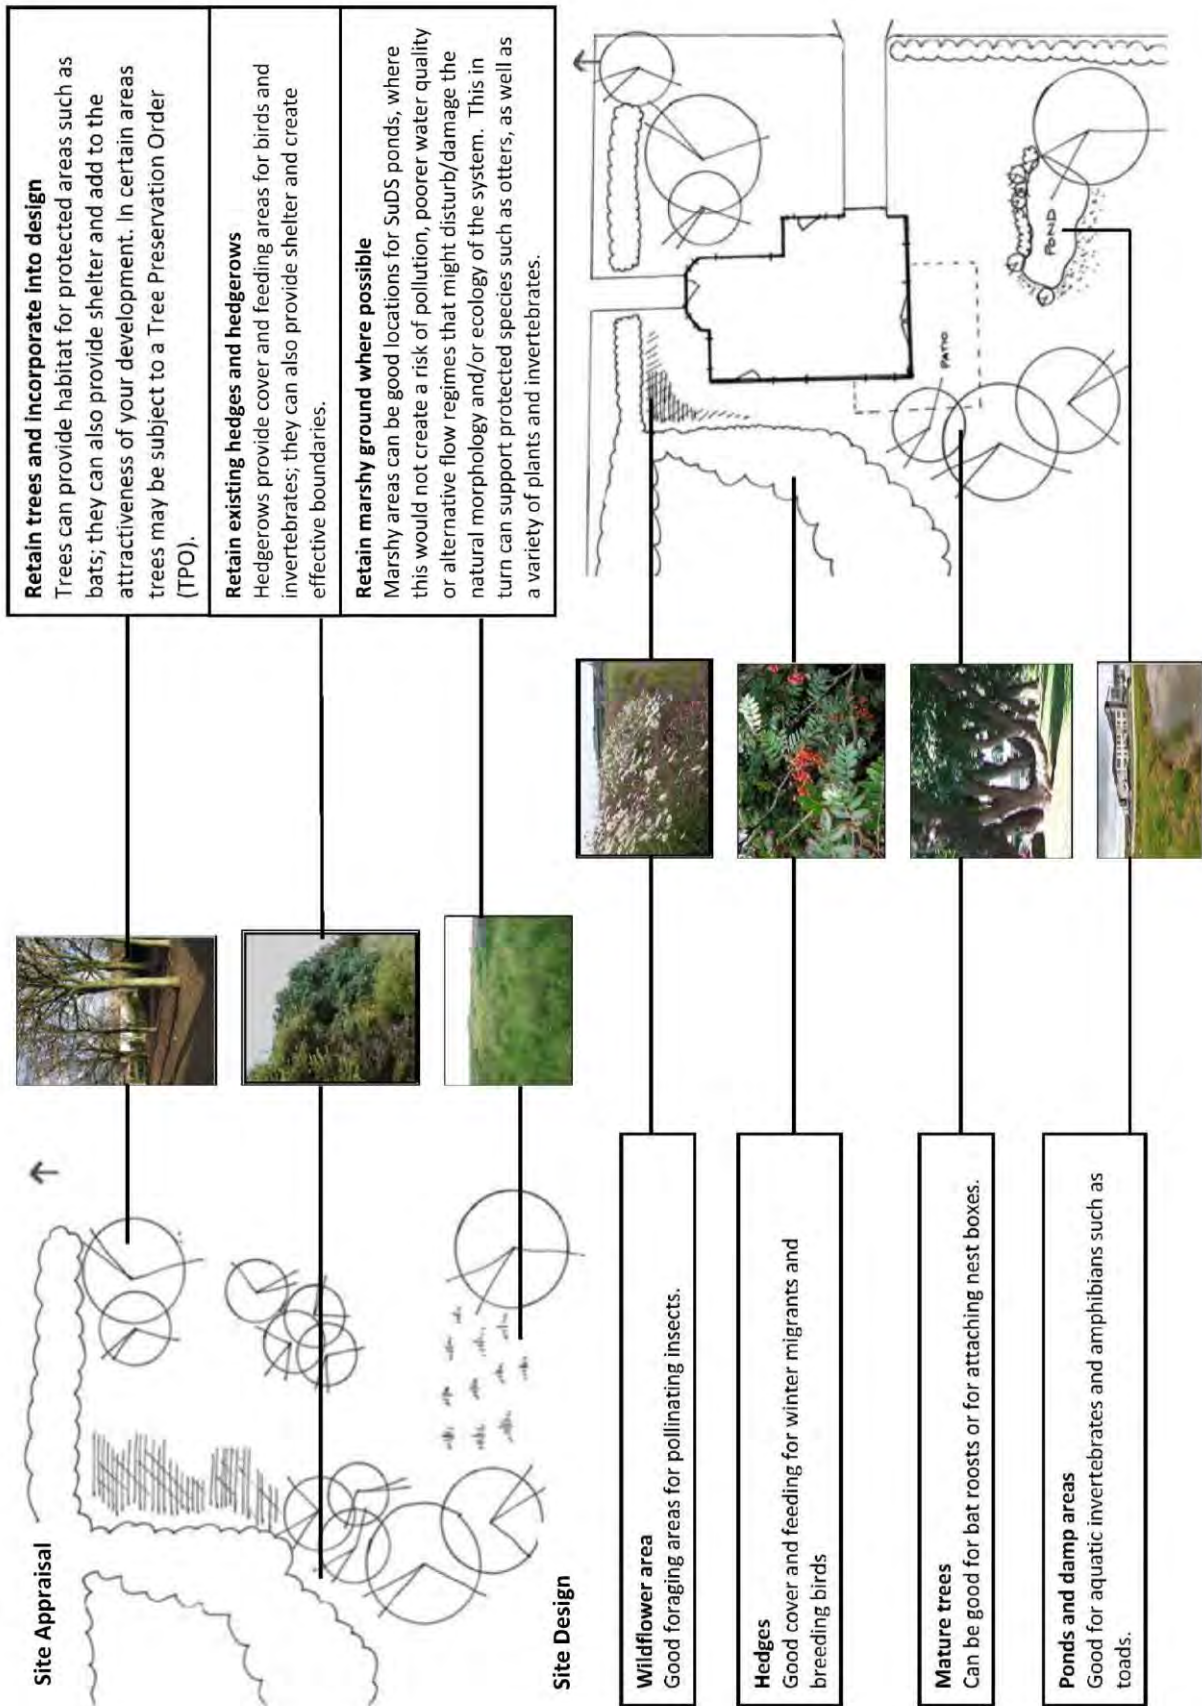 Site Appraisal
Retain trees and incorporate into design
Trees can provide habitat for protected areas such as
bats; they can also provide shelter and add to the
attractiveness of your development. In certain areas
trees may be subject to a Tree Preservation Order
(TPO).
Retain existing hedges and hedgerows
Hedgerows provide cover and feeding areas for birds and
invertebrates; they can also provide shelter and create
effective boundaries.
Retain marshy ground where possible
Marshy areas can be good locations for SuDS ponds, where
this would not create a risk of pollution, poorer water quality
or alternative flow regimes that might disturb/damage the
natural morphology and/or ecology of the system. This in
turn can support protected species such as otters, as well as
a variety of plants and invertebrates.
Site Design
Wildflower area
Good foraging areas for pollinating insects.
Hedges
Good cover and feeding for winter migrants and
breeding birds
Mature trees
Can be good for bat roosts or for attaching nest boxes.
Ponds and damp areas
Good for aquatic invertebrates and amphibians such as
toads.
PATIO
POND